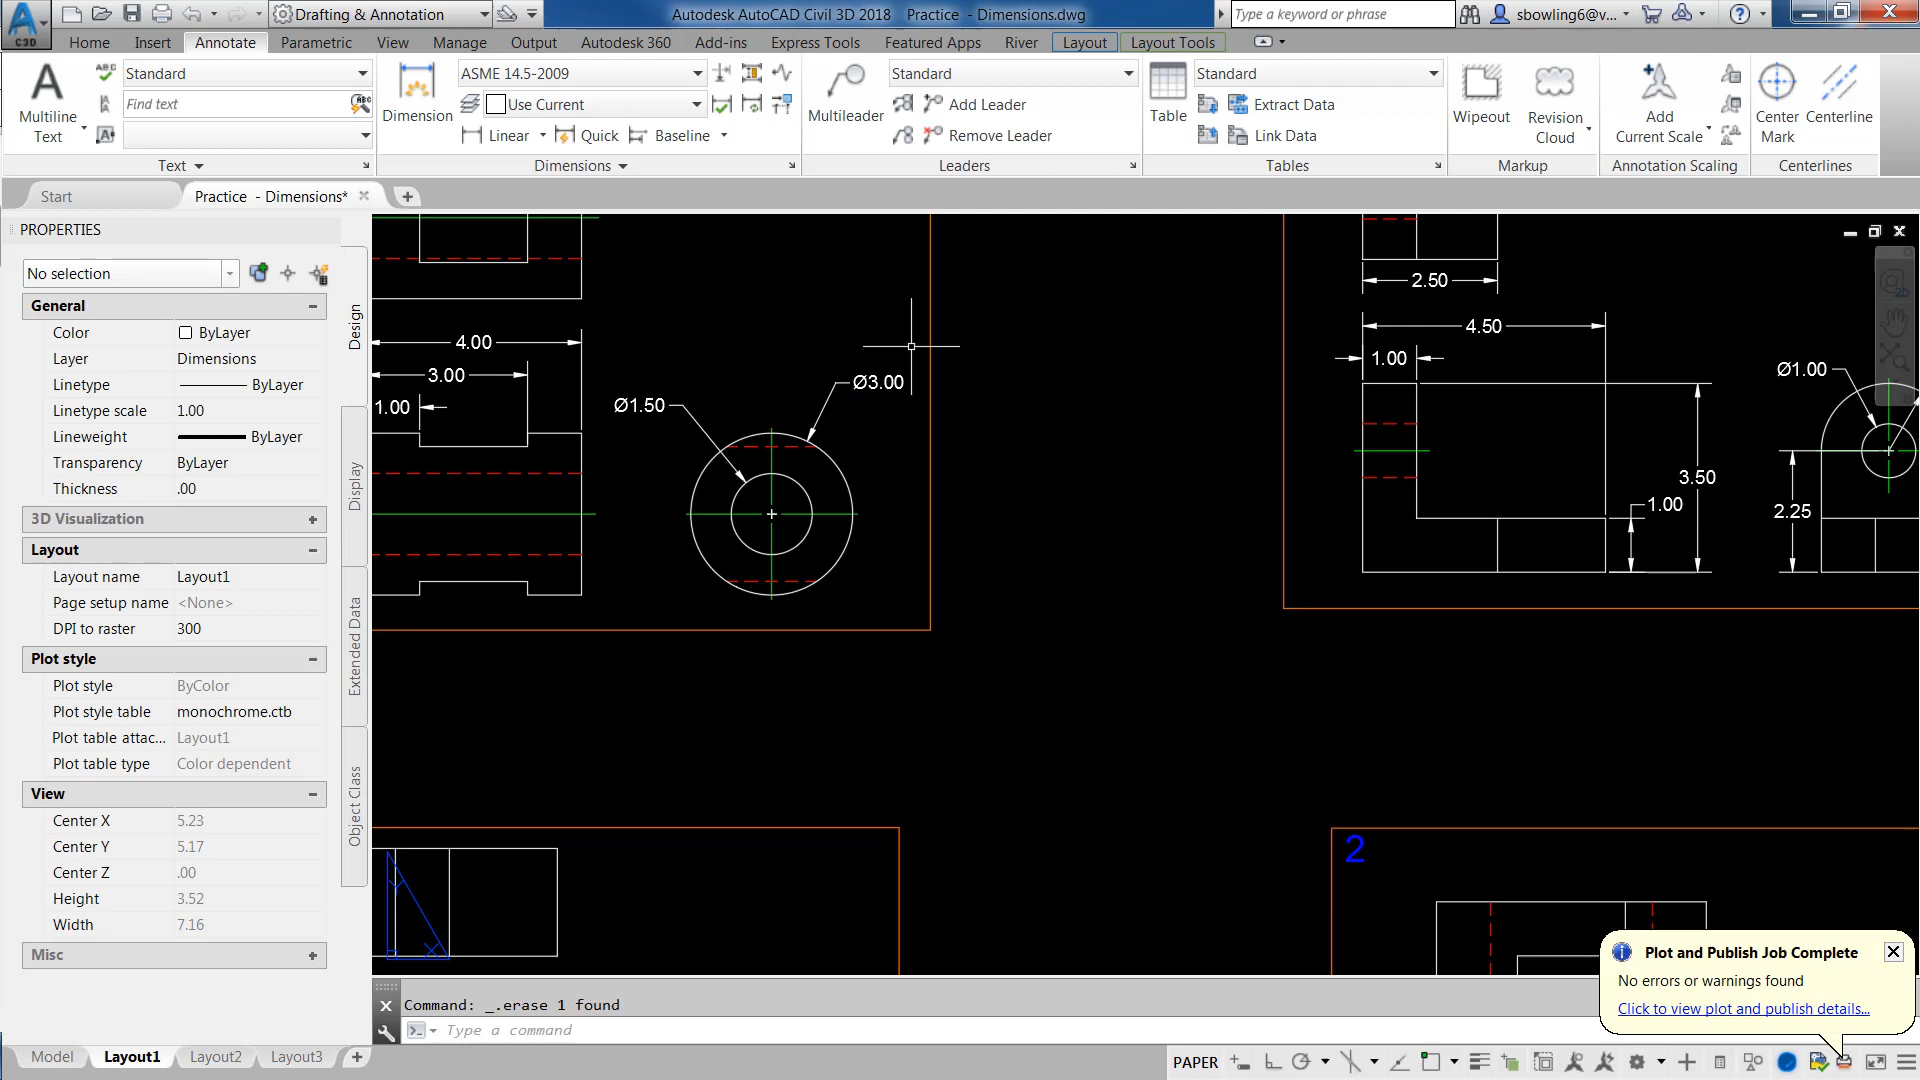 Drafting & Annotation
Autodesk AutoCAD Civil 3D 2018 Practice - Dimensions.dwg
Type a keyword or phrase
sbowling6@v...
C3D
Home Insert Annotate Parametric View Manage Output Autodesk 360 Add-ins Express Tools Featured Apps River Layout Layout Tools
Multiline Text
Standard
Find text
ABC
Text
Dimension
ASME 14.5-2009
Use Current
Linear Quick Baseline
Dimensions
Multileader
Standard
Add Leader
Remove Leader
Leaders
Table
Standard
Extract Data
Link Data
Tables
Wipeout
Revision Cloud
Markup
Add Current Scale
Annotation Scaling
Center Mark
Centerline
Centerlines
Start
Practice - Dimensions*
PROPERTIES
No selection
General
Color ByLayer
Layer Dimensions
Linetype ByLayer
Linetype scale 1.00
Lineweight ByLayer
Transparency ByLayer
Thickness .00
3D Visualization
Layout
Layout name Layout1
Page setup name <None>
DPI to raster 300
Plot style
Plot style ByColor
Plot style table monochrome.ctb
Plot table attac... Layout1
Plot table type Color dependent
View
Center X 5.23
Center Y 5.17
Center Z .00
Height 3.52
Width 7.16
Misc
Design
Display
Extended Data
Object Class
4.00
3.00
1.00
Ø1.50
Ø3.00
2.50
4.50
1.00
Ø1.00
3.50
1.00
2.25
2
Command: _.erase 1 found
Type a command
Plot and Publish Job Complete
No errors or warnings found
Click to view plot and publish details...
Model Layout1 Layout2 Layout3
PAPER